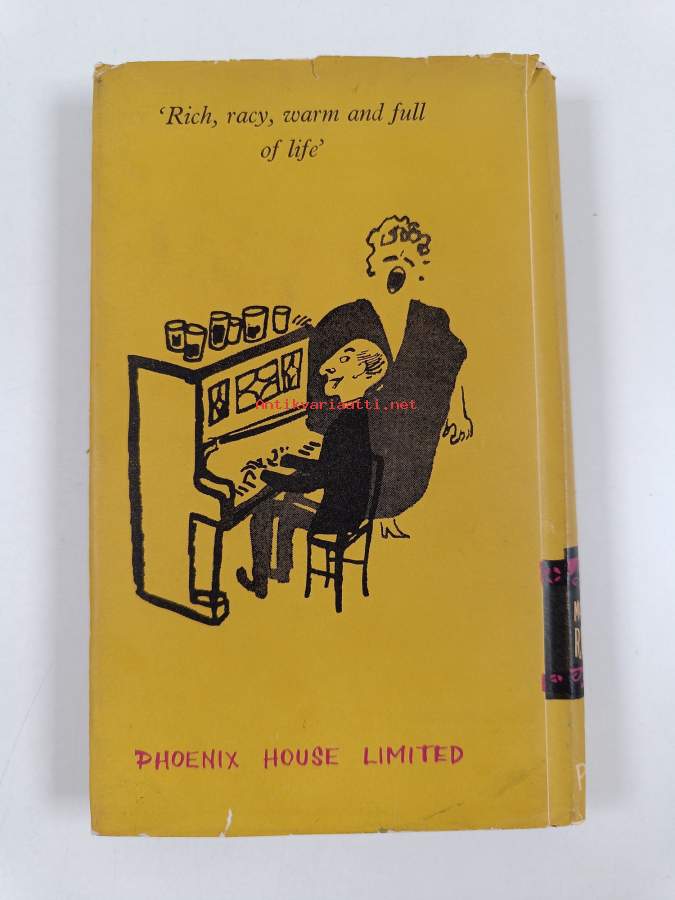 ‘Rich, racy, warm and full
of life’
Antikvariaatti.net
PHOENIX HOUSE LIMITED